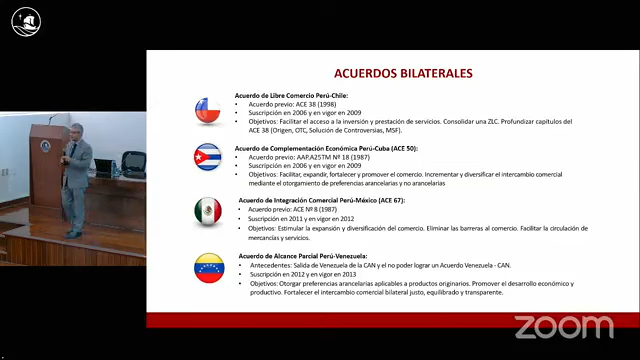 ACUERDOS BILATERALES
Acuerdo de Libre Comercio Perú-Chile:
• Acuerdo previo: ACE 38 (1998)
• Suscripción en 2006 y en vigor en 2009
• Objetivos: Facilitar el acceso a la inversión y prestación de servicios. Consolidar una ZLC. Profundizar capítulos del
ACE 38 (Origen, OTC, Solución de Controversias, MSF).
Acuerdo de Complementación Económica Perú-Cuba (ACE 50):
• Acuerdo previo: AAP.A25TM Nº 18 (1987)
• Suscripción en 2006 y en vigor en 2009
• Objetivos: Facilitar, expandir, fortalecer y promover el comercio. Incrementar y diversificar el intercambio comercial
mediante el otorgamiento de preferencias arancelarias y no arancelarias
Acuerdo de Integración Comercial Perú-México (ACE 67):
• Acuerdo previo: ACE Nº 8 (1987)
• Suscripción en 2011 y en vigor en 2012
• Objetivos: Estimular la expansión y diversificación del comercio. Eliminar las barreras al comercio. Facilitar la circulación de
mercancías y servicios.
Acuerdo de Alcance Parcial Perú-Venezuela:
• Antecedentes: Salida de Venezuela de la CAN y el no poder lograr un Acuerdo Venezuela - CAN.
• Suscripción en 2012 y en vigor en 2013
• Objetivos: Otorgar preferencias arancelarias aplicables a productos originarios. Promover el desarrollo económico y
productivo. Fortalecer el intercambio comercial bilateral justo, equilibrado y transparente.
zoom